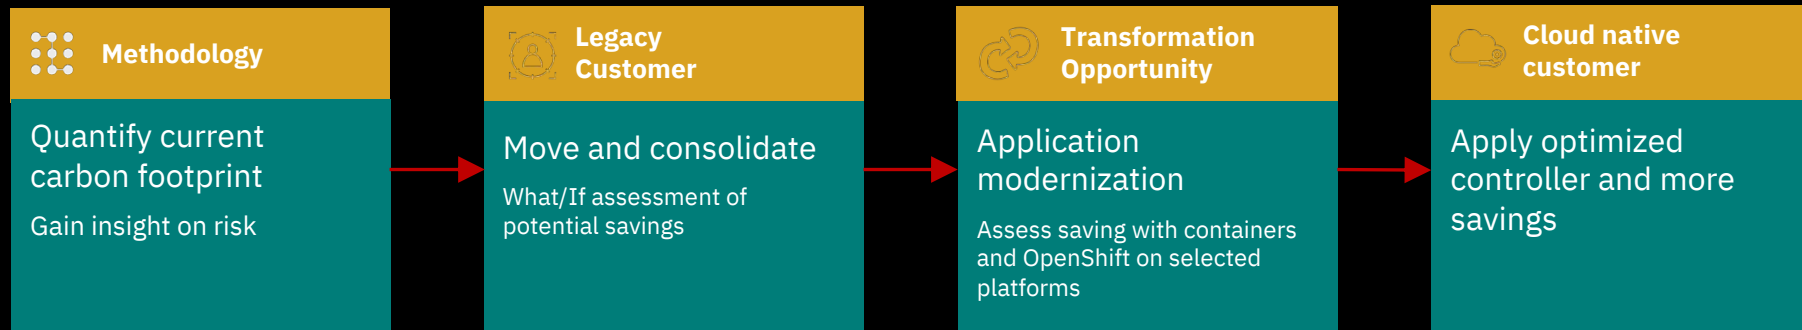 Methodology
Quantify current
carbon footprint
Gain insight on risk
Legacy
Customer
Move and consolidate
What/If assessment of
potential savings
Transformation
Opportunity
Application
modernization
Assess saving with containers
and OpenShift on selected
platforms
Cloud native
customer
Apply optimized
controller and more
savings